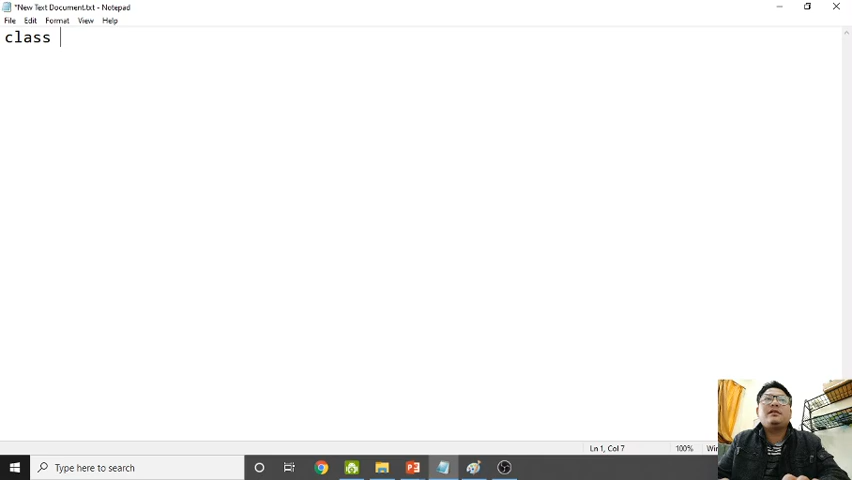 *New Text Document.txt - Notepad
File Edit Format View Help
class
Ln 1, Col 7
100%
Win
Type here to search